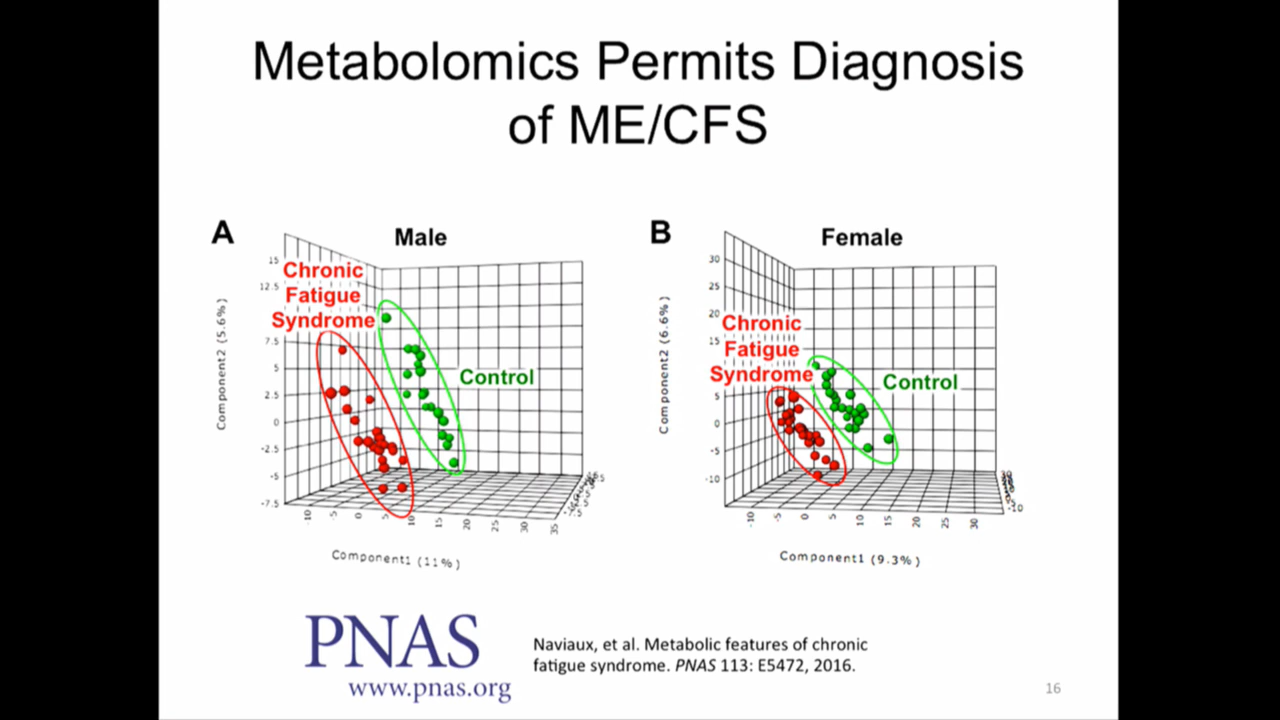 Metabolomics Permits Diagnosis
of ME/CFS
A
Male
Chronic
Fatigue
Syndrome
Control
15
12.5
7.5
5
2.5
0
-2.5
-5
-7.5
Component2 (5.6%)
-10
-5
0
5
10
15
20
25
30
35
Component1 (11%)
B
Female
Chronic
Fatigue
Syndrome
Control
30
25
20
15
5
0
-5
-10
Component2 (6.6%)
-10
-5
0
5
10
15
20
25
30
-10
Component1 (9.3%)
PNAS
www.pnas.org
Naviaux, et al. Metabolic features of chronic
fatigue syndrome. PNAS 113: E5472, 2016.
16